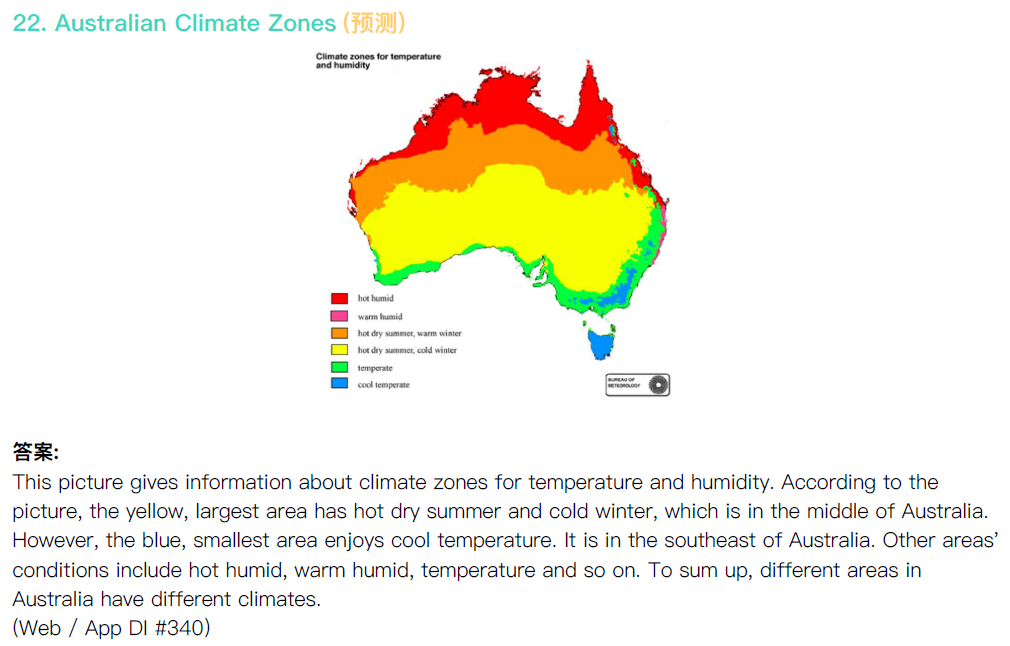 22. Australian Climate Zones (预测)
Climate zones for temperature
and humidity
hot humid
warm humid
hot dry summer, warm winter
hot dry summer, cold winter
temperate
cool temperate
BUREAU OF
METEOROLOGY
答案:
This picture gives information about climate zones for temperature and humidity. According to the
picture, the yellow, largest area has hot dry summer and cold winter, which is in the middle of Australia.
However, the blue, smallest area enjoys cool temperature. It is in the southeast of Australia. Other areas’
conditions include hot humid, warm humid, temperature and so on. To sum up, different areas in
Australia have different climates.
(Web / App DI #340)